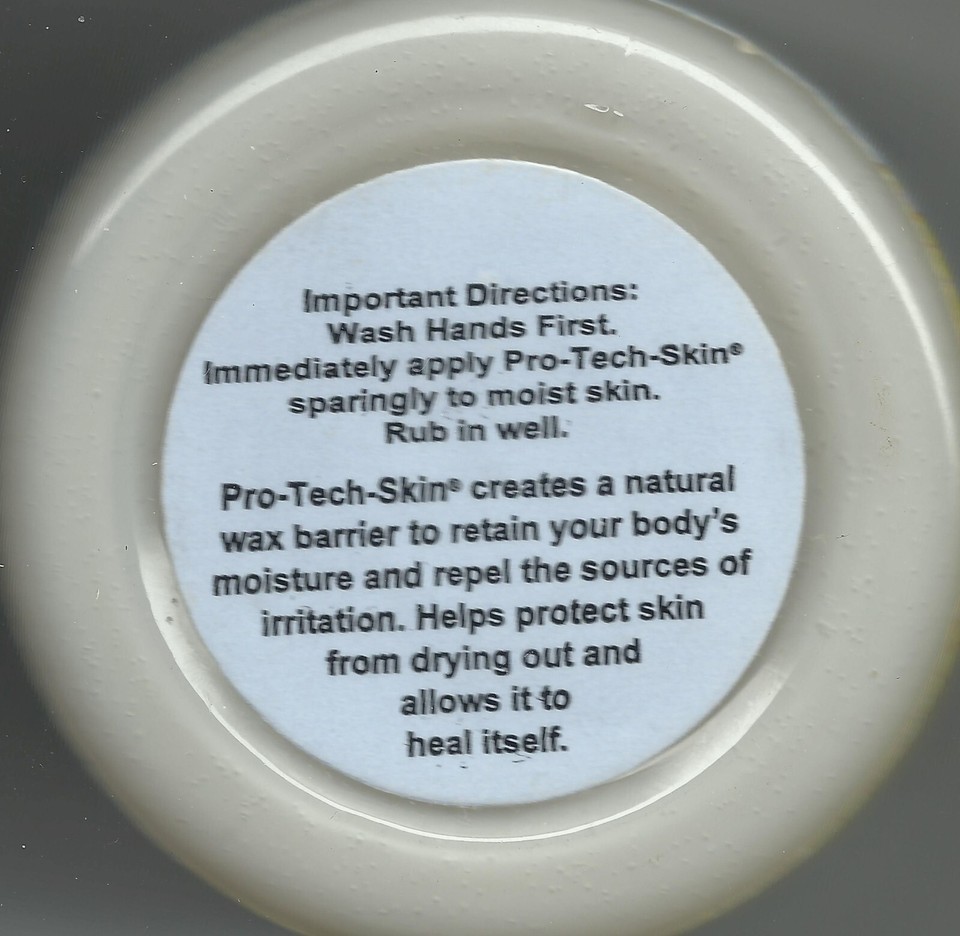 Important Directions:
Wash Hands First.
Immediately apply Pro-Tech-Skin®
sparingly to moist skin.
Rub in well.
Pro-Tech-Skin® creates a natural
wax barrier to retain your body's
moisture and repel the sources of
irritation. Helps protect skin
from drying out and
allows it to
heal itself.